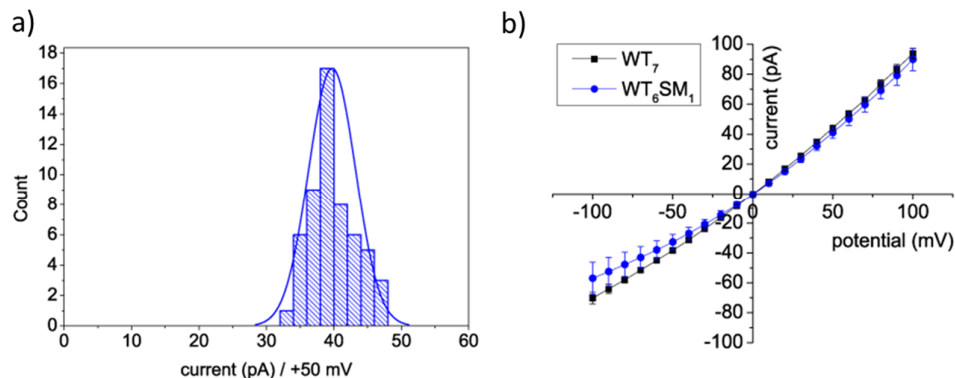 a)
18
16
14
12
10
8
6
4
2
0
Count
0 10 20 30 40 50 60
current (pA) / +50 mV
b)
WT₇
WT₆SM₁
100
80
60
40
20
0
-20
-40
-60
-80
-100
current (pA)
-100 -50 0 50 100
potential (mV)